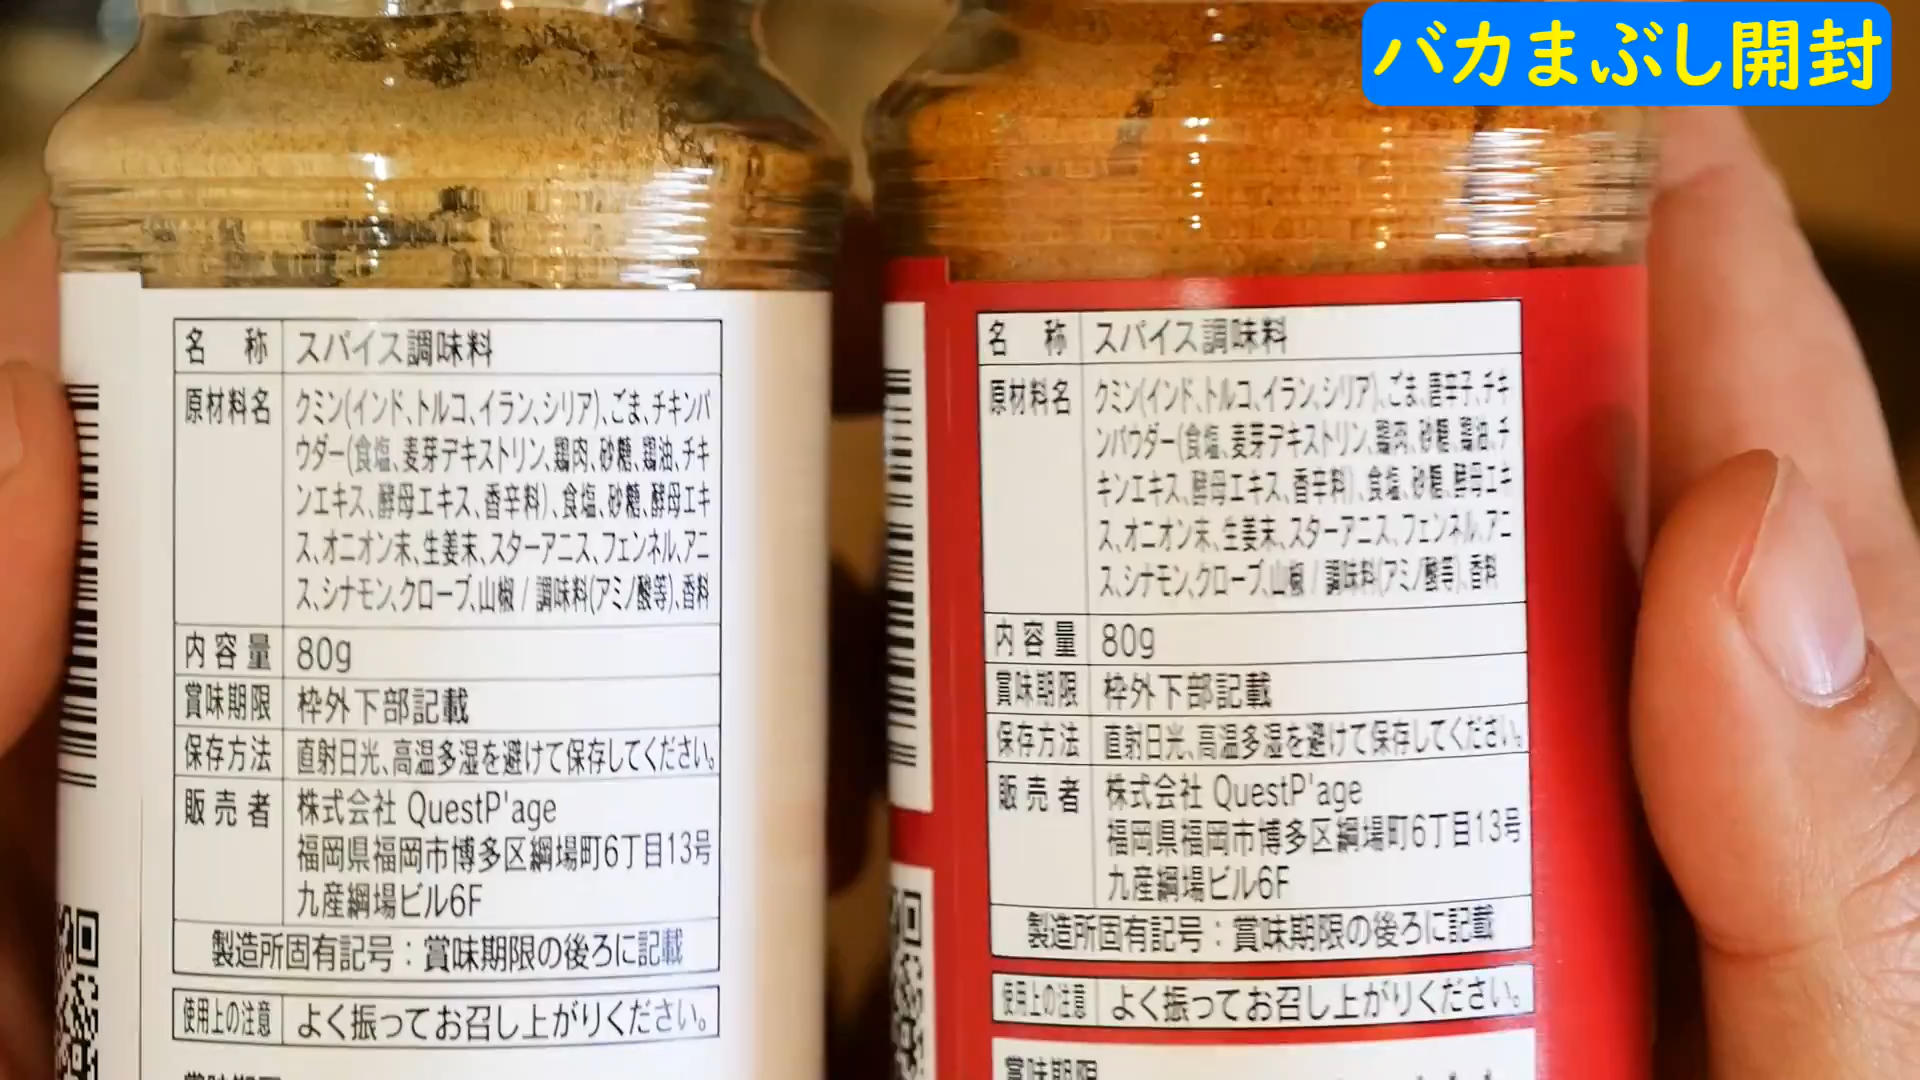 バカまぶし開封
名称 スパイス調味料
原材料名 クミン(インド、トルコ、イラン、シリア)、ごま、チキンパ
ウダー(食塩、麦芽デキストリン、鶏肉、砂糖、鶏油、チキ
ンエキス、酵母エキス、香辛料)、食塩、砂糖、酵母エキ
ス、オニオン末、生姜末、スターアニス、フェンネル、アニ
ス、シナモン、クローブ、山椒 / 調味料(アミノ酸等)、香料
内容量 80g
賞味期限 枠外下部記載
保存方法 直射日光、高温多湿を避けて保存してください。
販売者 株式会社 QuestP'age
福岡県福岡市博多区綱場町6丁目13号
九産綱場ビル6F
製造所固有記号：賞味期限の後ろに記載
使用上の注意 よく振ってお召し上がりください。
名称 スパイス調味料
原材料名 クミン(インド、トルコ、イラン、シリア)、ごま、唐辛子、チキ
ンパウダー(食塩、麦芽デキストリン、鶏肉、砂糖、鶏油、チ
キンエキス、酵母エキス、香辛料)、食塩、砂糖、酵母エキ
ス、オニオン末、生姜末、スターアニス、フェンネル、アニ
ス、シナモン、クローブ、山椒 / 調味料(アミノ酸等)、香料
内容量 80g
賞味期限 枠外下部記載
保存方法 直射日光、高温多湿を避けて保存してください。
販売者 株式会社 QuestP'age
福岡県福岡市博多区綱場町6丁目13号
九産綱場ビル6F
製造所固有記号：賞味期限の後ろに記載
使用上の注意 よく振ってお召し上がりください。
賞味期限